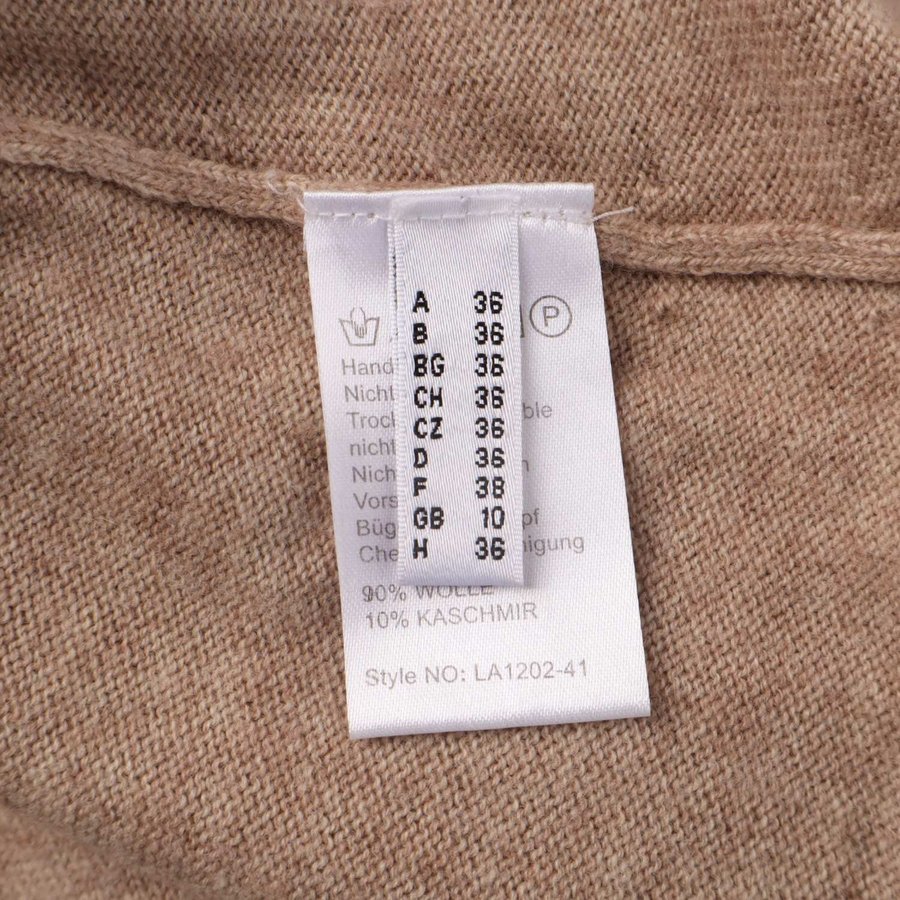 A 36
B 36
BG 36
CH 36
CZ 36
D 36
F 38
GB 10
H 36
P
Hand
Nicht
Troc ble
nicht
Nich n
Vors
Büg pf
Che nigung
90% WOLLE
10% KASCHMIR
Style NO: LA1202-41